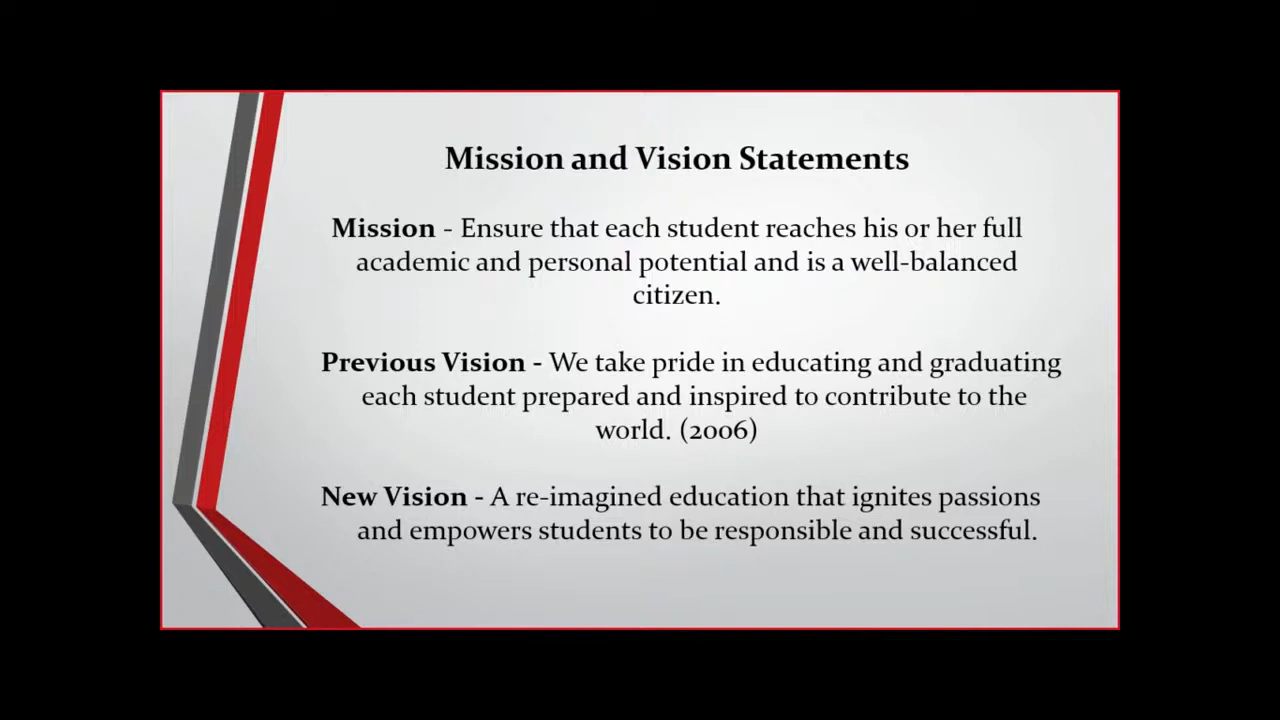 Mission and Vision Statements
Mission - Ensure that each student reaches his or her full
academic and personal potential and is a well-balanced
citizen.
Previous Vision - We take pride in educating and graduating
each student prepared and inspired to contribute to the
world. (2006)
New Vision - A re-imagined education that ignites passions
and empowers students to be responsible and successful.